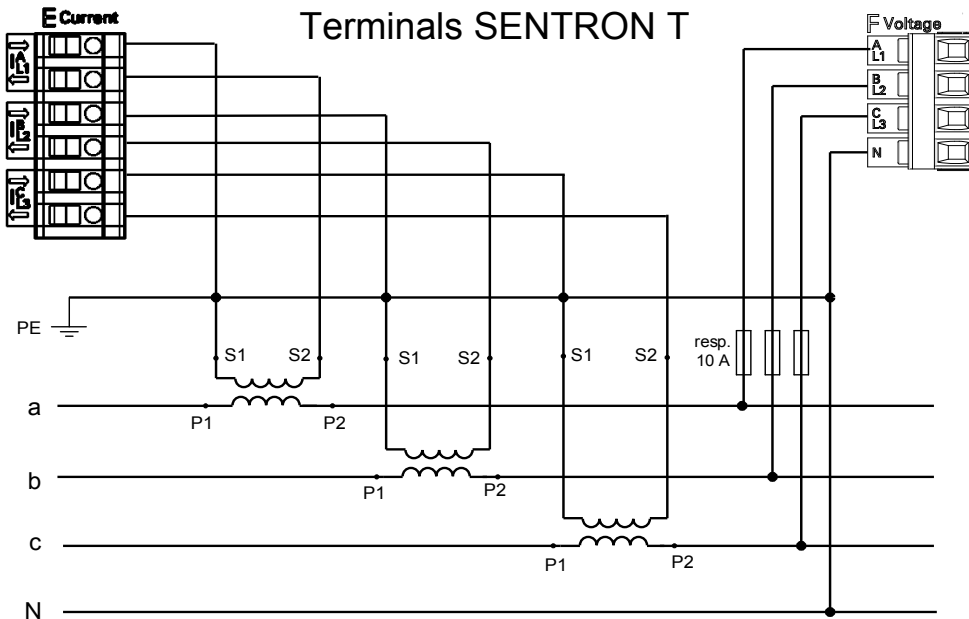 Terminals SENTRON T
E Current
F Voltage
IA L1
IB L2
IC L3
A L1
B L2
C L3
N
PE
S1 S2
S1 S2
S1 S2
resp.
10 A
a
P1 P2
b
P1 P2
c
P1 P2
N